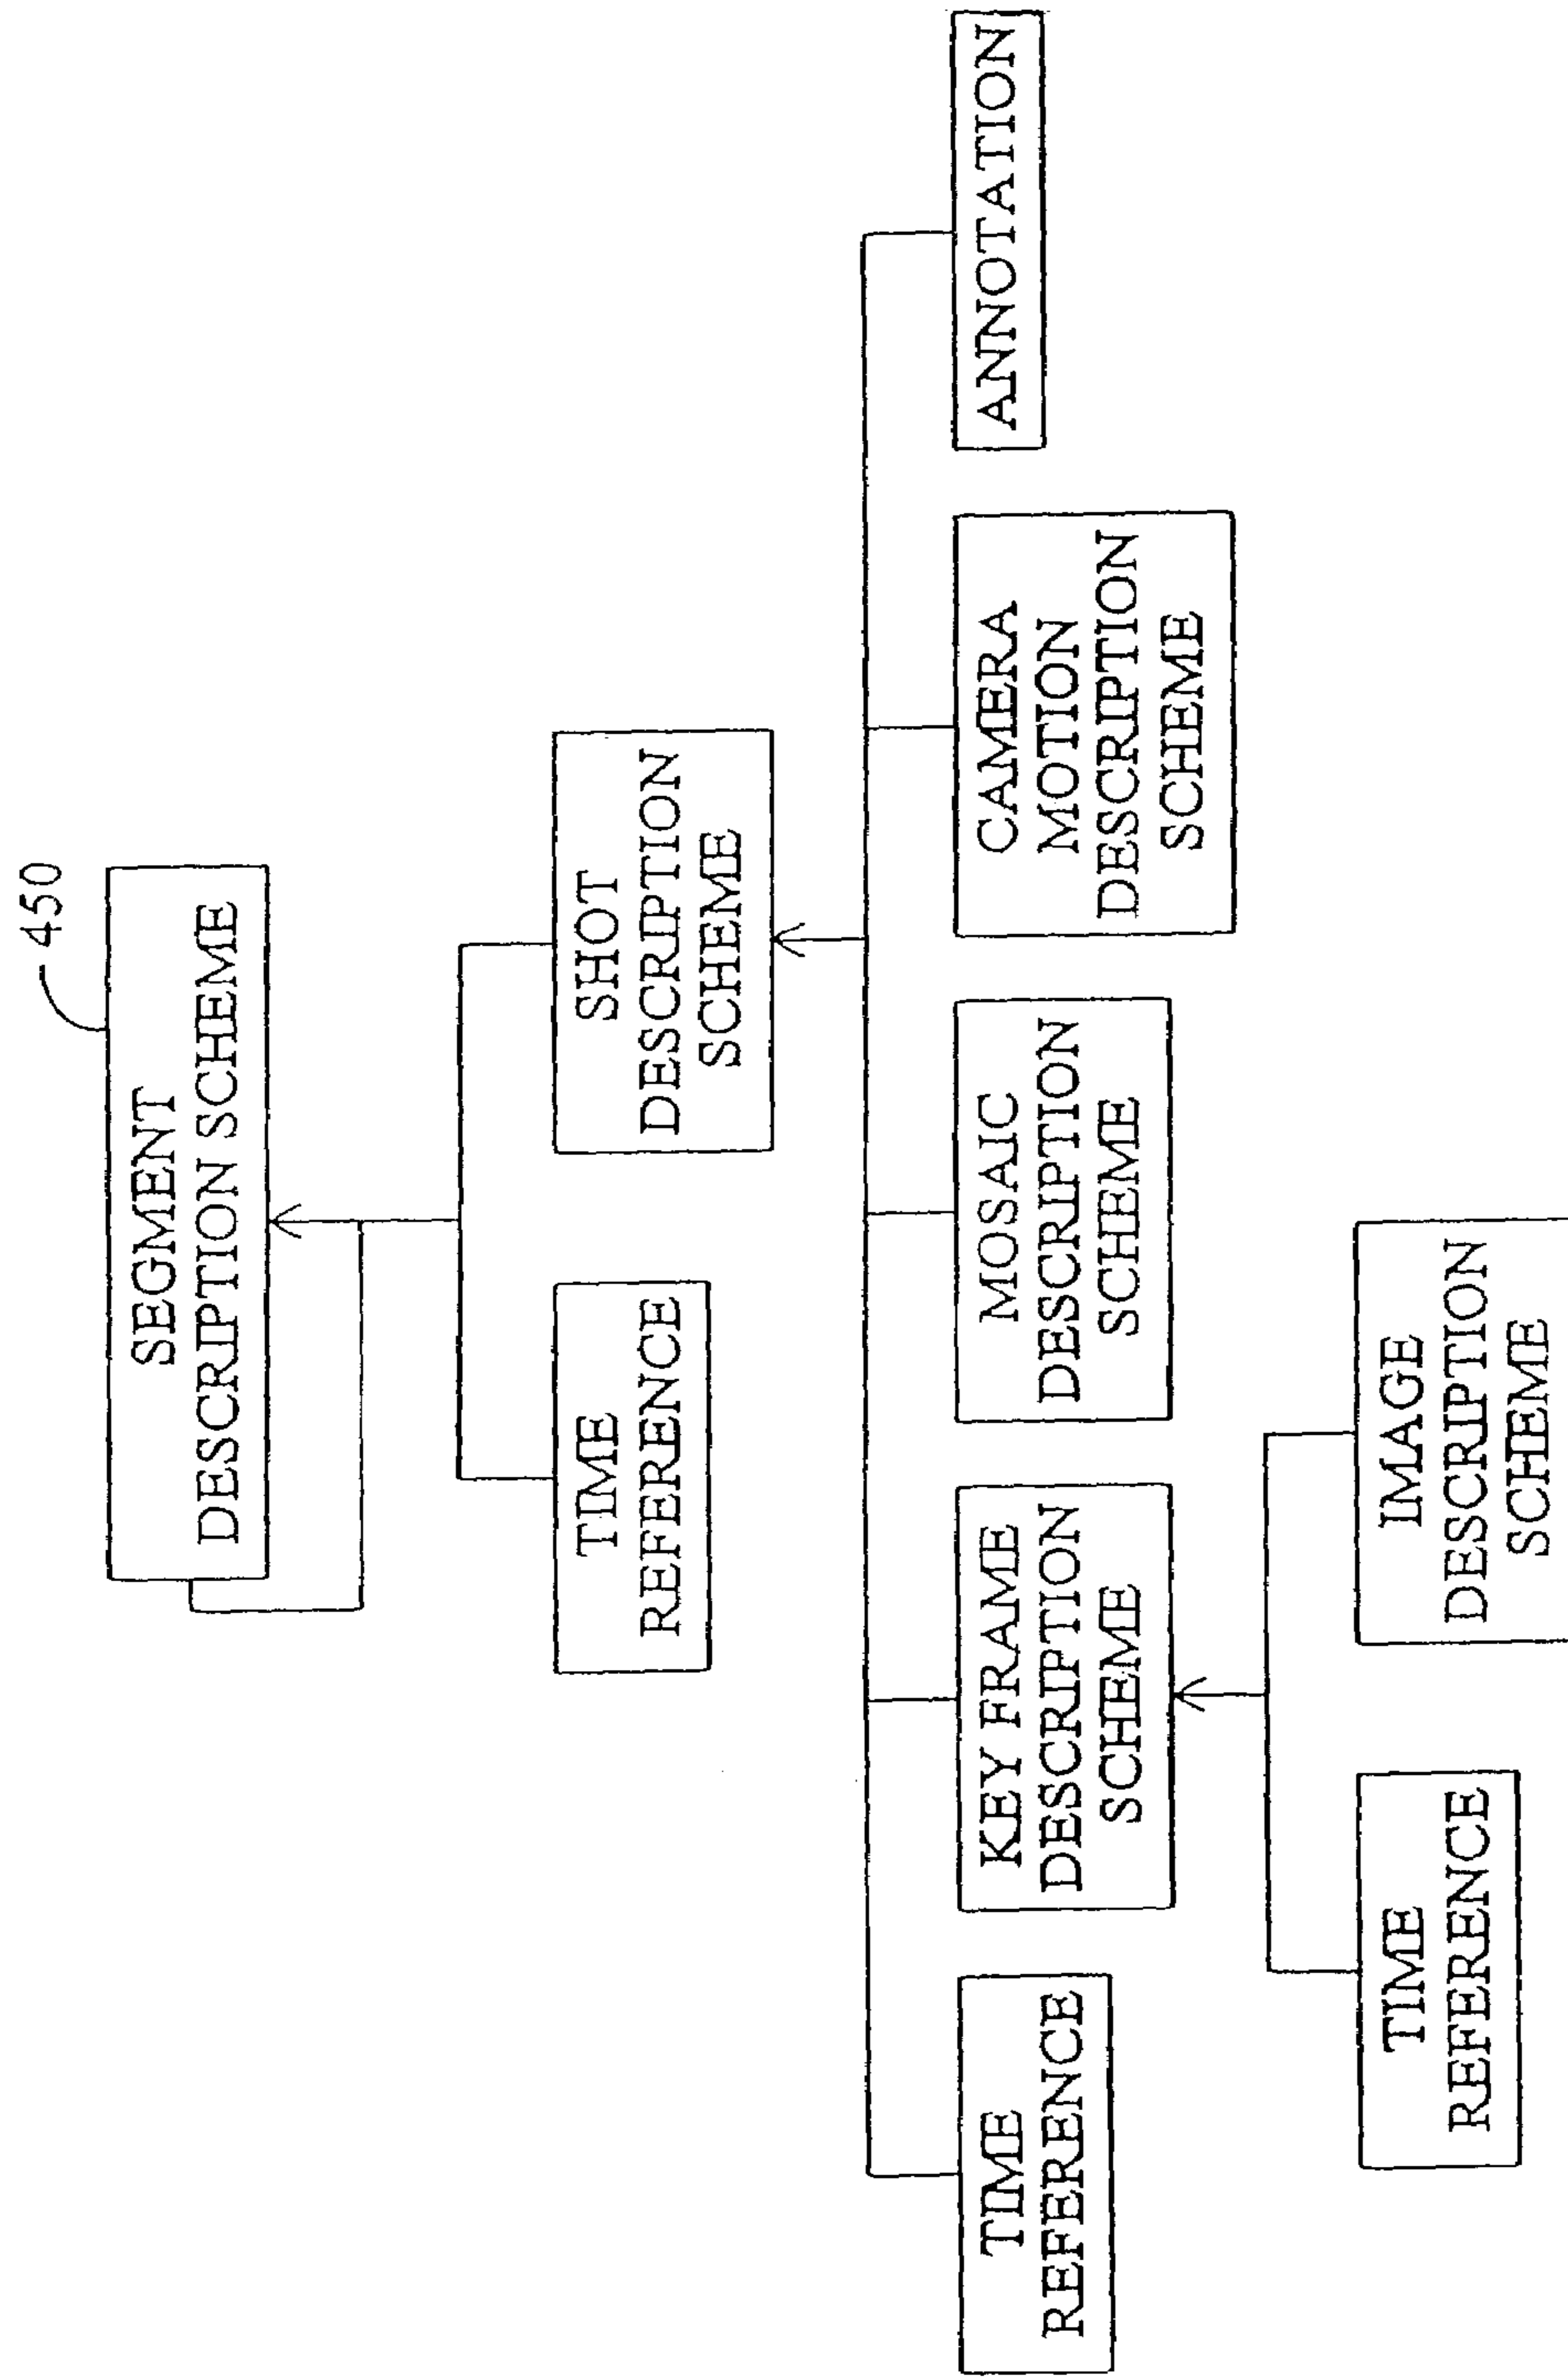 450
SEGMENT
DESCRIPTION SCHEME
TIME
REFERENCE
SHOT
DESCRIPTION
SCHEME
TIME
REFERENCE
KEY FRAME
DESCRIPTION
SCHEME
MOSAIC
DESCRIPTION
SCHEME
CAMERA
MOTION
DESCRIPTION
SCHEME
ANNOTATION
TIME
REFERENCE
IMAGE
DESCRIPTION
SCHEME